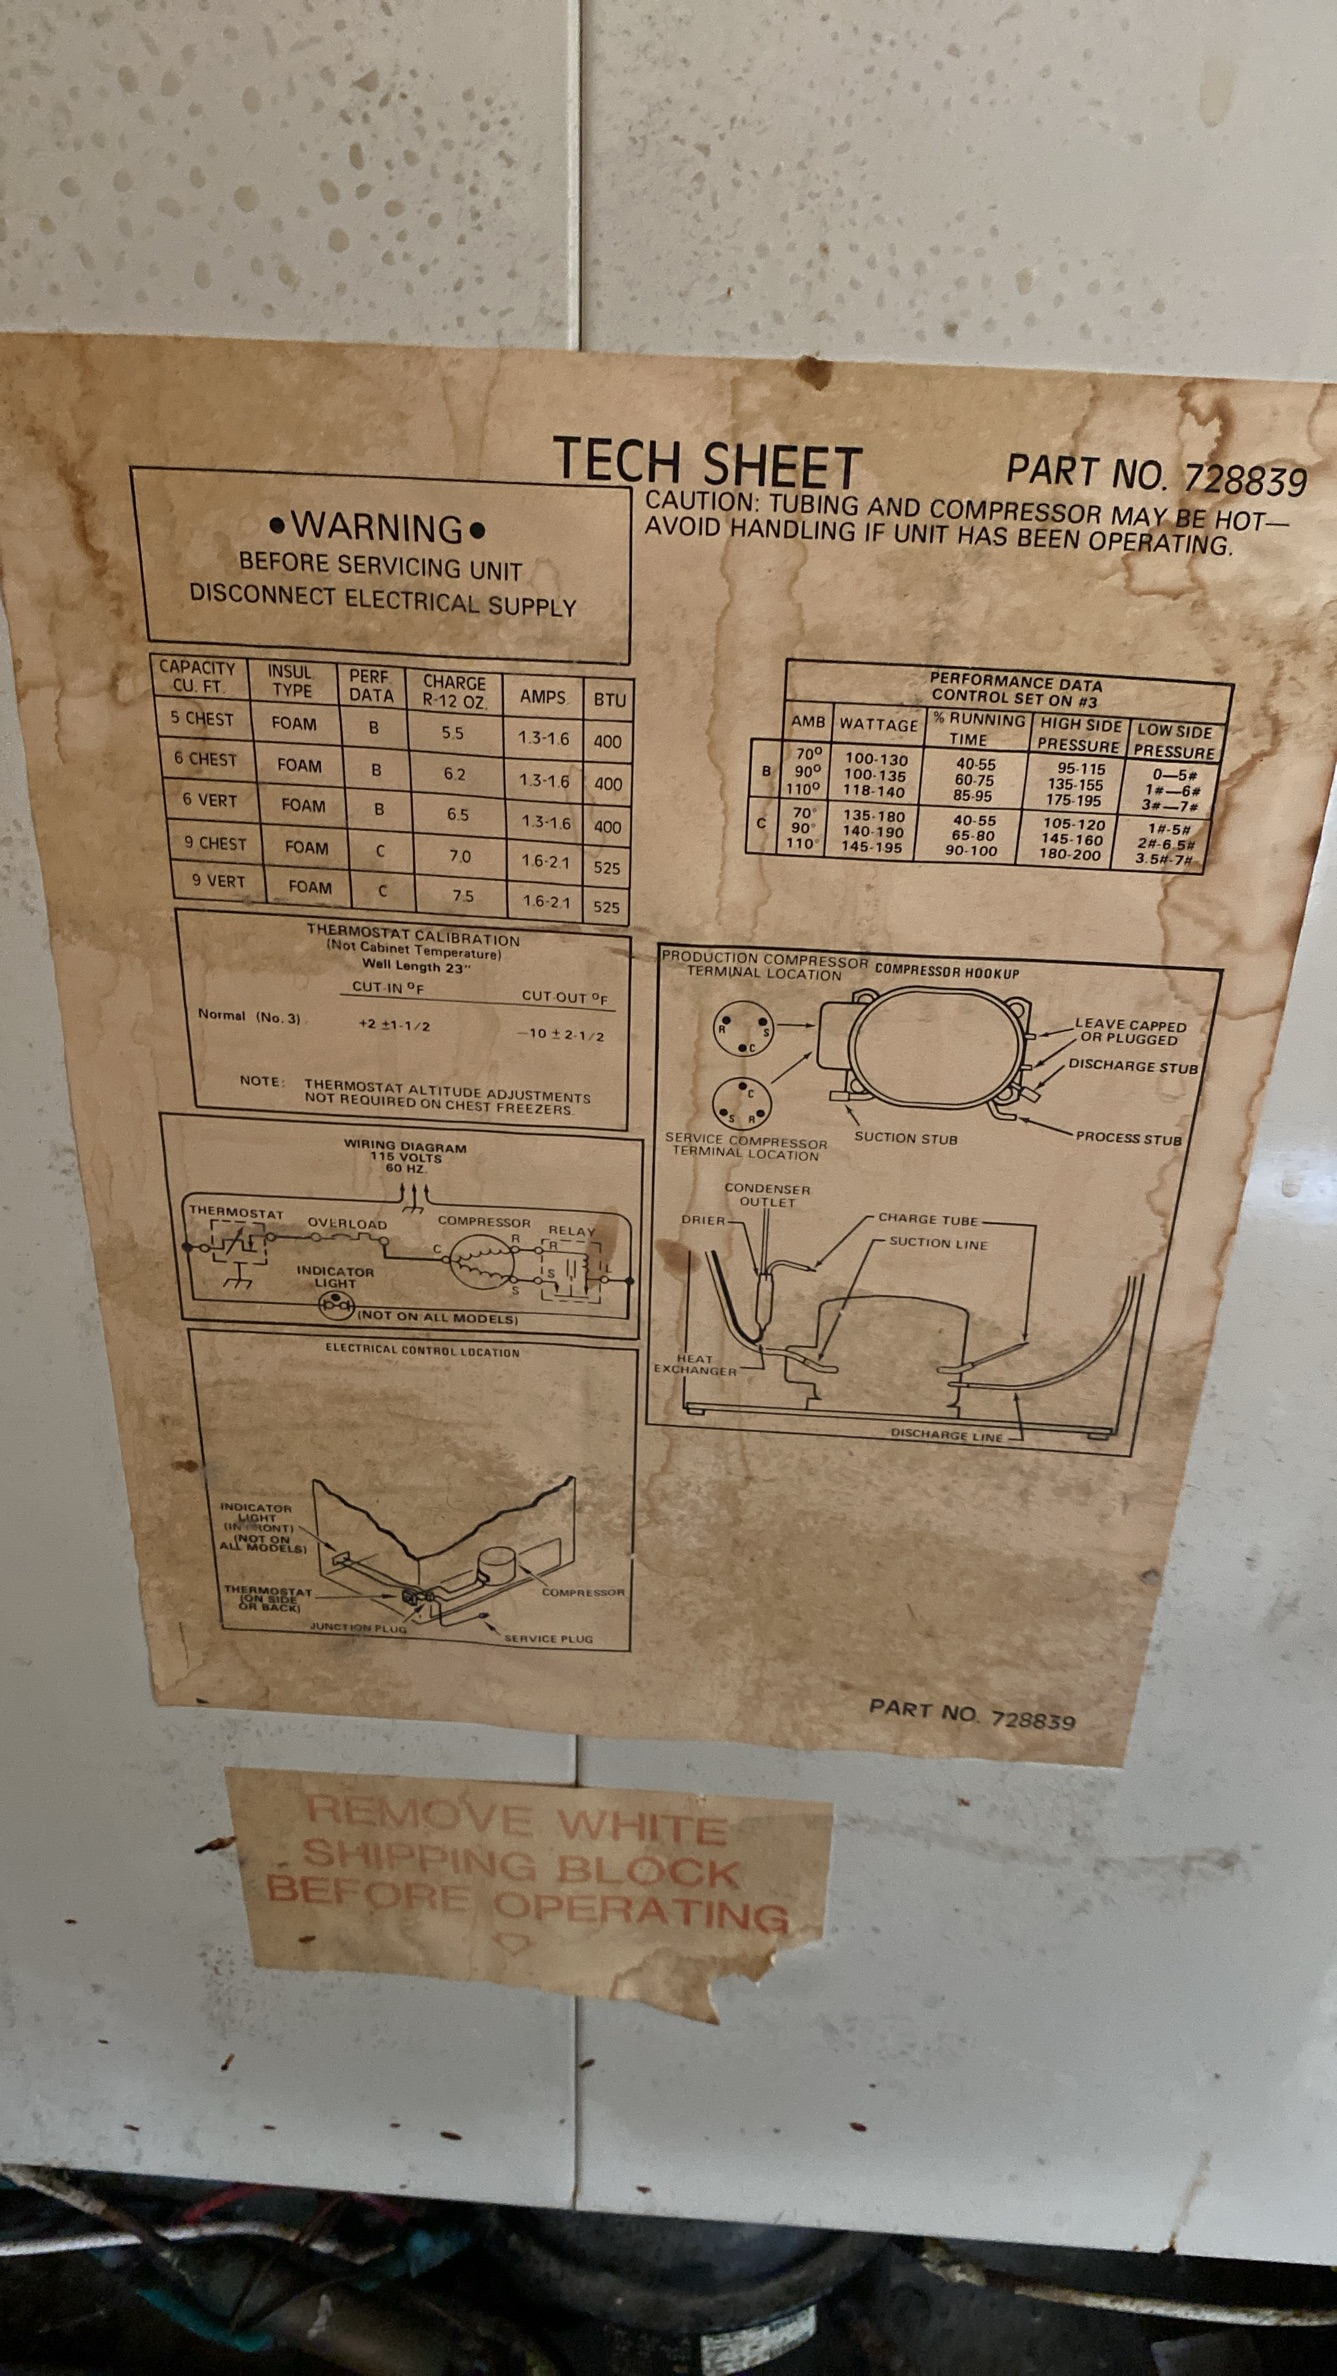 TECH SHEET
PART NO. 728839
CAUTION: TUBING AND COMPRESSOR MAY BE HOT—
AVOID HANDLING IF UNIT HAS BEEN OPERATING.
•WARNING•
BEFORE SERVICING UNIT
DISCONNECT ELECTRICAL SUPPLY
CAPACITY CU. FT. INSUL TYPE PERF. DATA CHARGE R-12 OZ. AMPS BTU
5 CHEST FOAM B 5.5 1.3-1.6 400
6 CHEST FOAM B 6.2 1.3-1.6 400
6 VERT FOAM B 6.5 1.3-1.6 400
9 CHEST FOAM C 7.0 1.6-2.1 525
9 VERT FOAM C 7.5 1.6-2.1 525
PERFORMANCE DATA
CONTROL SET ON #3
AMB WATTAGE % RUNNING TIME HIGH SIDE PRESSURE LOW SIDE PRESSURE
B
70° 100-130 40-55 95-115 0—5#
90° 100-135 60-75 135-155 1#—6#
110° 118-140 85-95 175-195 3#—7#
C
70° 135-180 40-55 105-120 1#-5#
90° 140-190 65-80 145-160 2#-6.5#
110° 145-195 90-100 180-200 3.5#-7#
THERMOSTAT CALIBRATION
(Not Cabinet Temperature)
Well Length 23"
CUT-IN °F CUT-OUT °F
Normal (No. 3) +2 ±1-1/2 —10 ± 2-1/2
NOTE: THERMOSTAT ALTITUDE ADJUSTMENTS
NOT REQUIRED ON CHEST FREEZERS.
WIRING DIAGRAM
115 VOLTS
60 HZ.
THERMOSTAT
OVERLOAD
COMPRESSOR
RELAY
C
R
R
S
S
L
INDICATOR
LIGHT
(NOT ON ALL MODELS)
ELECTRICAL CONTROL LOCATION
INDICATOR
LIGHT
(IN FRONT)
(NOT ON
ALL MODELS)
THERMOSTAT
(ON SIDE
OR BACK)
JUNCTION PLUG
SERVICE PLUG
COMPRESSOR
PRODUCTION COMPRESSOR
TERMINAL LOCATION
COMPRESSOR HOOKUP
R S
C
C
S R
SERVICE COMPRESSOR
TERMINAL LOCATION
LEAVE CAPPED
OR PLUGGED
DISCHARGE STUB
SUCTION STUB
PROCESS STUB
CONDENSER
OUTLET
DRIER
CHARGE TUBE
SUCTION LINE
HEAT
EXCHANGER
DISCHARGE LINE
PART NO. 728839
REMOVE WHITE
SHIPPING BLOCK
BEFORE OPERATING